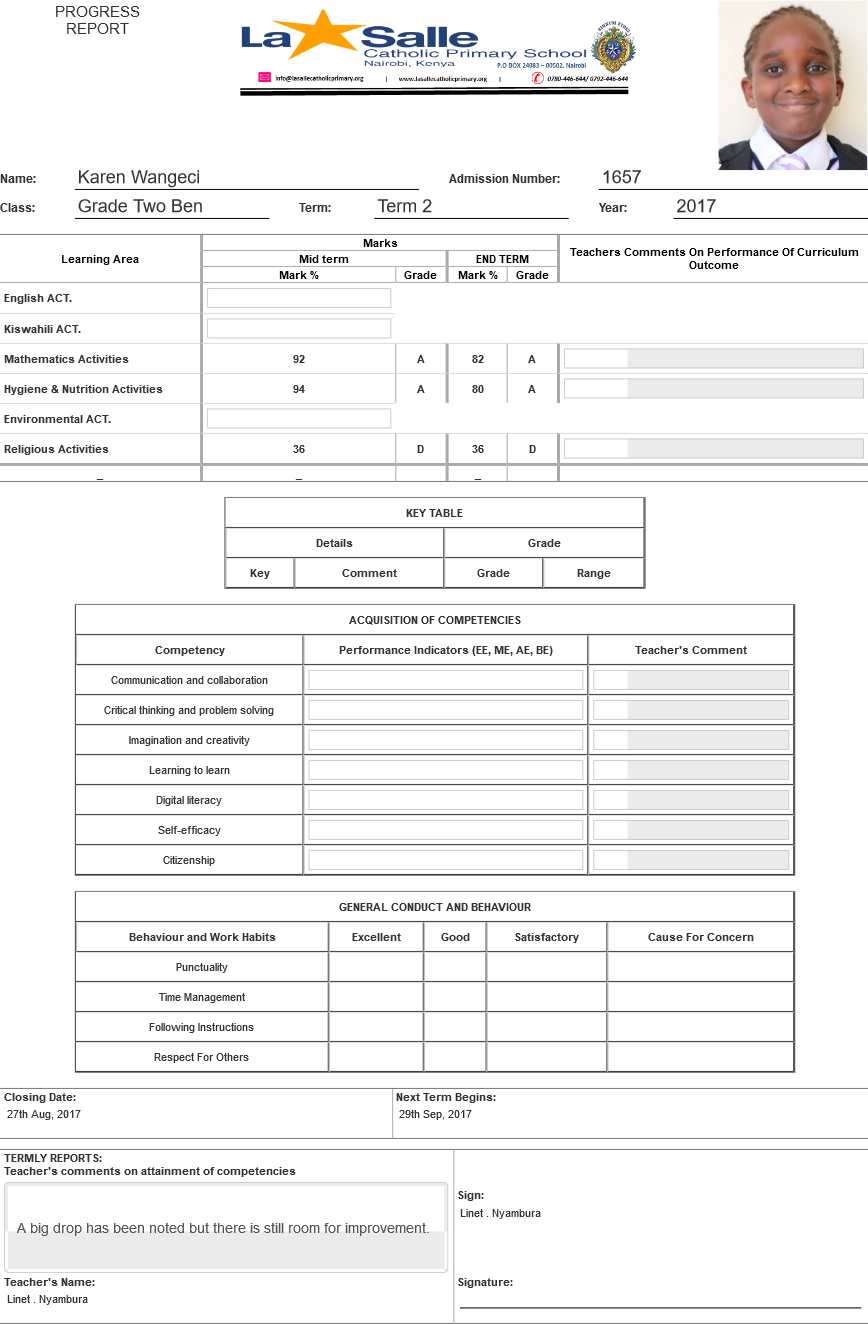 PROGRESS
REPORT
La Salle
Catholic Primary School
Nairobi, Kenya
P.O BOX 24083 – 00502, Nairobi
info@lasallecatholicprimary.org | www.lasallecatholicprimary.org | 0780-446-644/ 0792-446-644
Name: Karen Wangeci Admission Number: 1657
Class: Grade Two Ben Term: Term 2 Year: 2017
Learning Area Marks Teachers Comments On Performance Of Curriculum Outcome
Mid term END TERM
Mark % Grade Mark % Grade
English ACT.
Kiswahili ACT.
Mathematics Activities 92 A 82 A
Hygiene & Nutrition Activities 94 A 80 A
Environmental ACT.
Religious Activities 36 D 36 D
_ _ _
KEY TABLE
Details Grade
Key Comment Grade Range
ACQUISITION OF COMPETENCIES
Competency Performance Indicators (EE, ME, AE, BE) Teacher's Comment
Communication and collaboration
Critical thinking and problem solving
Imagination and creativity
Learning to learn
Digital literacy
Self-efficacy
Citizenship
GENERAL CONDUCT AND BEHAVIOUR
Behaviour and Work Habits Excellent Good Satisfactory Cause For Concern
Punctuality
Time Management
Following Instructions
Respect For Others
Closing Date: Next Term Begins:
27th Aug, 2017 29th Sep, 2017
TERMLY REPORTS:
Teacher's comments on attainment of competencies
A big drop has been noted but there is still room for improvement.
Sign:
Linet . Nyambura
Teacher's Name: Signature:
Linet . Nyambura